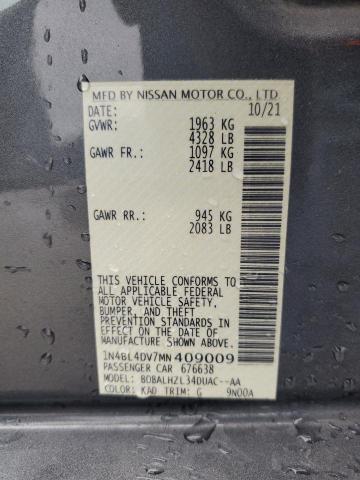 MFD BY NISSAN MOTOR CO., LTD
DATE: 10/21
GVWR: 1963 KG
4328 LB
GAWR FR.: 1097 KG
2418 LB
GAWR RR.: 945 KG
2083 LB
THIS VEHICLE CONFORMS TO
ALL APPLICABLE FEDERAL
MOTOR VEHICLE SAFETY,
BUMPER, AND THEFT
PREVENTION STANDARDS
IN EFFECT ON THE DATE OF
MANUFACTURE SHOWN ABOVE.
1N4BL4DV7MN409009
PASSENGER CAR 676638
MODEL: BDBALHZL34DUAC--AA
COLOR: KAD TRIM: G 9N00A